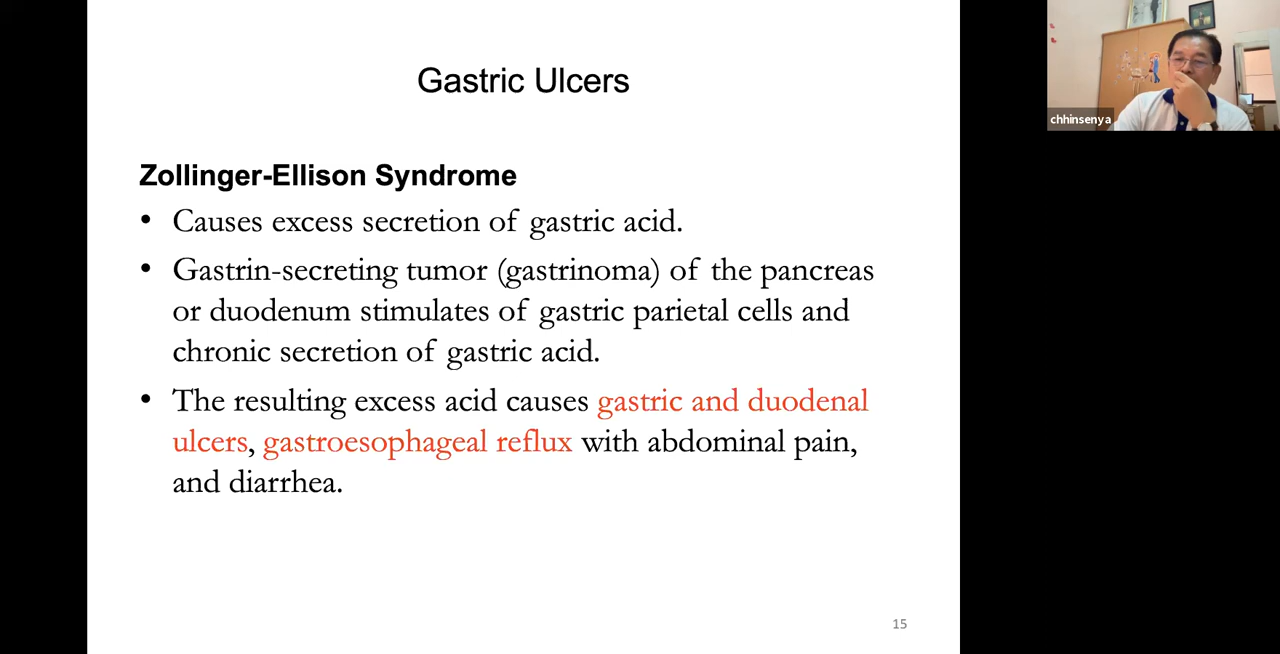 Gastric Ulcers
Zollinger-Ellison Syndrome
• Causes excess secretion of gastric acid.
• Gastrin-secreting tumor (gastrinoma) of the pancreas
or duodenum stimulates of gastric parietal cells and
chronic secretion of gastric acid.
• The resulting excess acid causes gastric and duodenal
ulcers, gastroesophageal reflux with abdominal pain,
and diarrhea.
15
chhinsenya